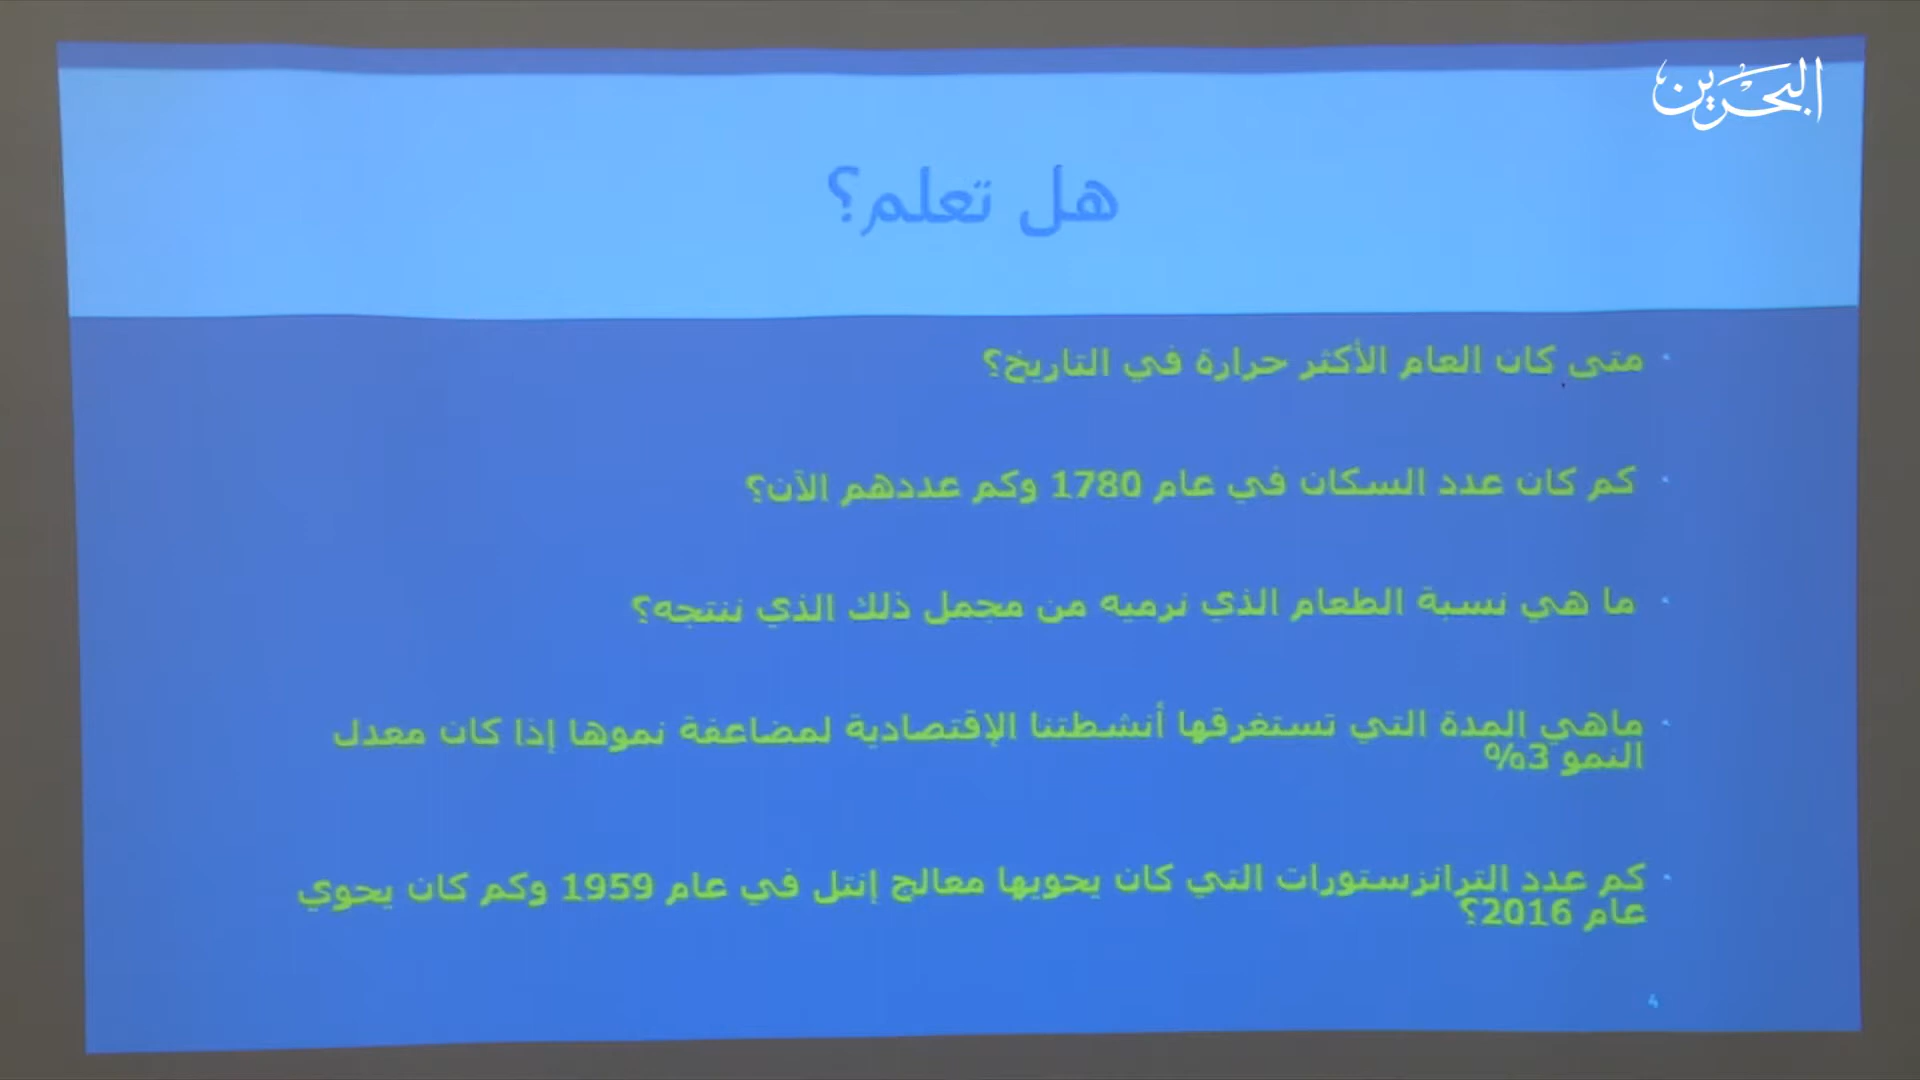 البحرين
هل تعلم؟
متى كان العام الأكثر حرارة في التاريخ؟
كم كان عدد السكان في عام 1780 وكم عددهم الآن؟
ما هي نسبة الطعام الذي نرميه من مجمل ذلك الذي ننتجه؟
ماهي المدة التي تستغرقها أنشطتنا الإقتصادية لمضاعفة نموها إذا كان معدل
النمو 3%
كم عدد الترانزستورات التي كان يحويها معالج إنتل في عام 1959 وكم كان يحوي
عام 2016؟
4